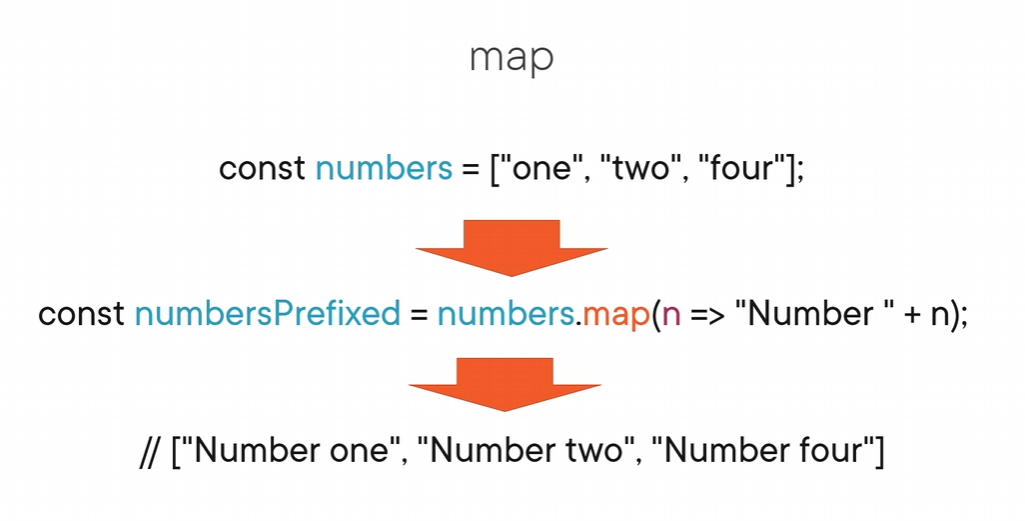 map
const numbers = ["one", "two", "four"];
const numbersPrefixed = numbers.map(n => "Number " + n);
// ["Number one", "Number two", "Number four"]